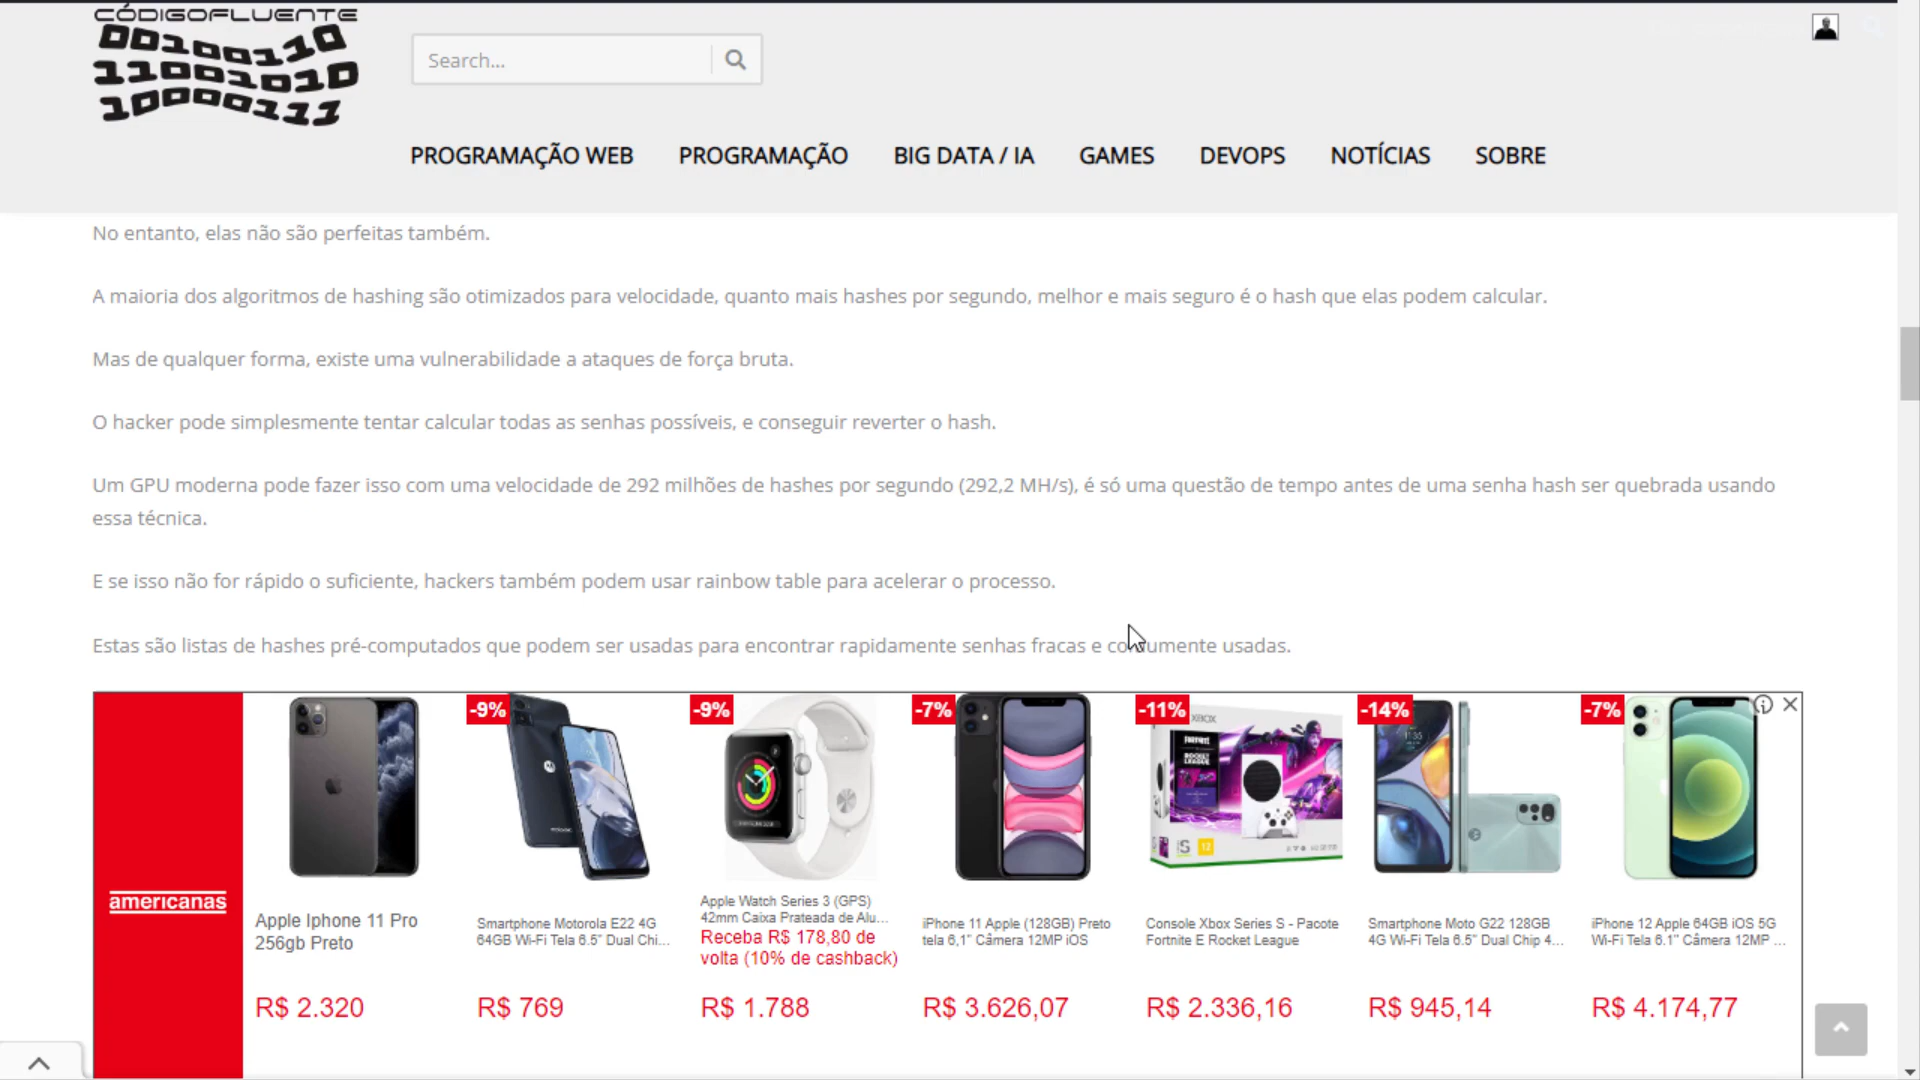 CÓDIGOFLUENTE
00100110
11001010
10000111
Search...
PROGRAMAÇÃO WEB PROGRAMAÇÃO BIG DATA / IA GAMES DEVOPS NOTÍCIAS SOBRE
No entanto, elas não são perfeitas também.
A maioria dos algoritmos de hashing são otimizados para velocidade, quanto mais hashes por segundo, melhor e mais seguro é o hash que elas podem calcular.
Mas de qualquer forma, existe uma vulnerabilidade a ataques de força bruta.
O hacker pode simplesmente tentar calcular todas as senhas possíveis, e conseguir reverter o hash.
Um GPU moderna pode fazer isso com uma velocidade de 292 milhões de hashes por segundo (292,2 MH/s), é só uma questão de tempo antes de uma senha hash ser quebrada usando
essa técnica.
E se isso não for rápido o suficiente, hackers também podem usar rainbow table para acelerar o processo.
Estas são listas de hashes pré-computados que podem ser usadas para encontrar rapidamente senhas fracas e comumente usadas.
-9% -9% -7% -11% -14% -7%
XBOX
FORTNITE
ROCKET
LEAGUE
S 12
11:35
americanas
Apple Iphone 11 Pro
256gb Preto
R$ 2.320
Smartphone Motorola E22 4G
64GB Wi-Fi Tela 6.5" Dual Chi...
R$ 769
Apple Watch Series 3 (GPS)
42mm Caixa Prateada de Alu...
Receba R$ 178,80 de
volta (10% de cashback)
R$ 1.788
iPhone 11 Apple (128GB) Preto
tela 6,1" Câmera 12MP iOS
R$ 3.626,07
Console Xbox Series S - Pacote
Fortnite E Rocket League
R$ 2.336,16
Smartphone Moto G22 128GB
4G Wi-Fi Tela 6.5" Dual Chip 4...
R$ 945,14
iPhone 12 Apple 64GB iOS 5G
Wi-Fi Tela 6.1" Câmera 12MP ...
R$ 4.174,77